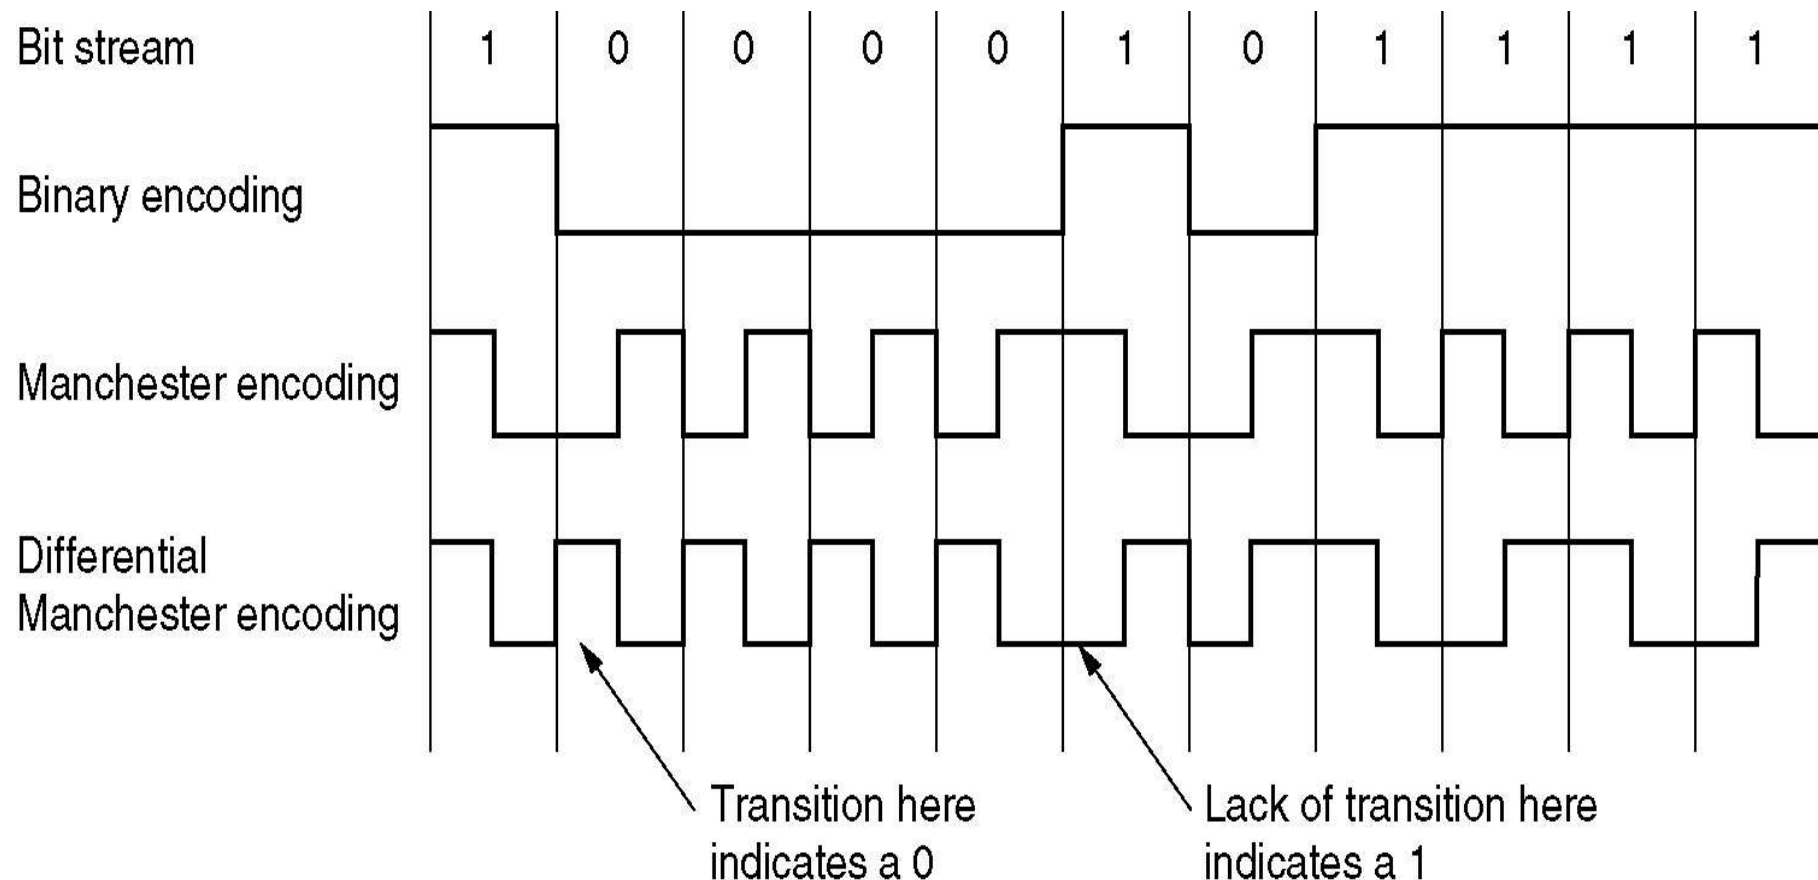 Bit stream 1 0 0 0 0 1 0 1 1 1 1
Binary encoding
Manchester encoding
Differential
Manchester encoding
Transition here
indicates a 0
Lack of transition here
indicates a 1